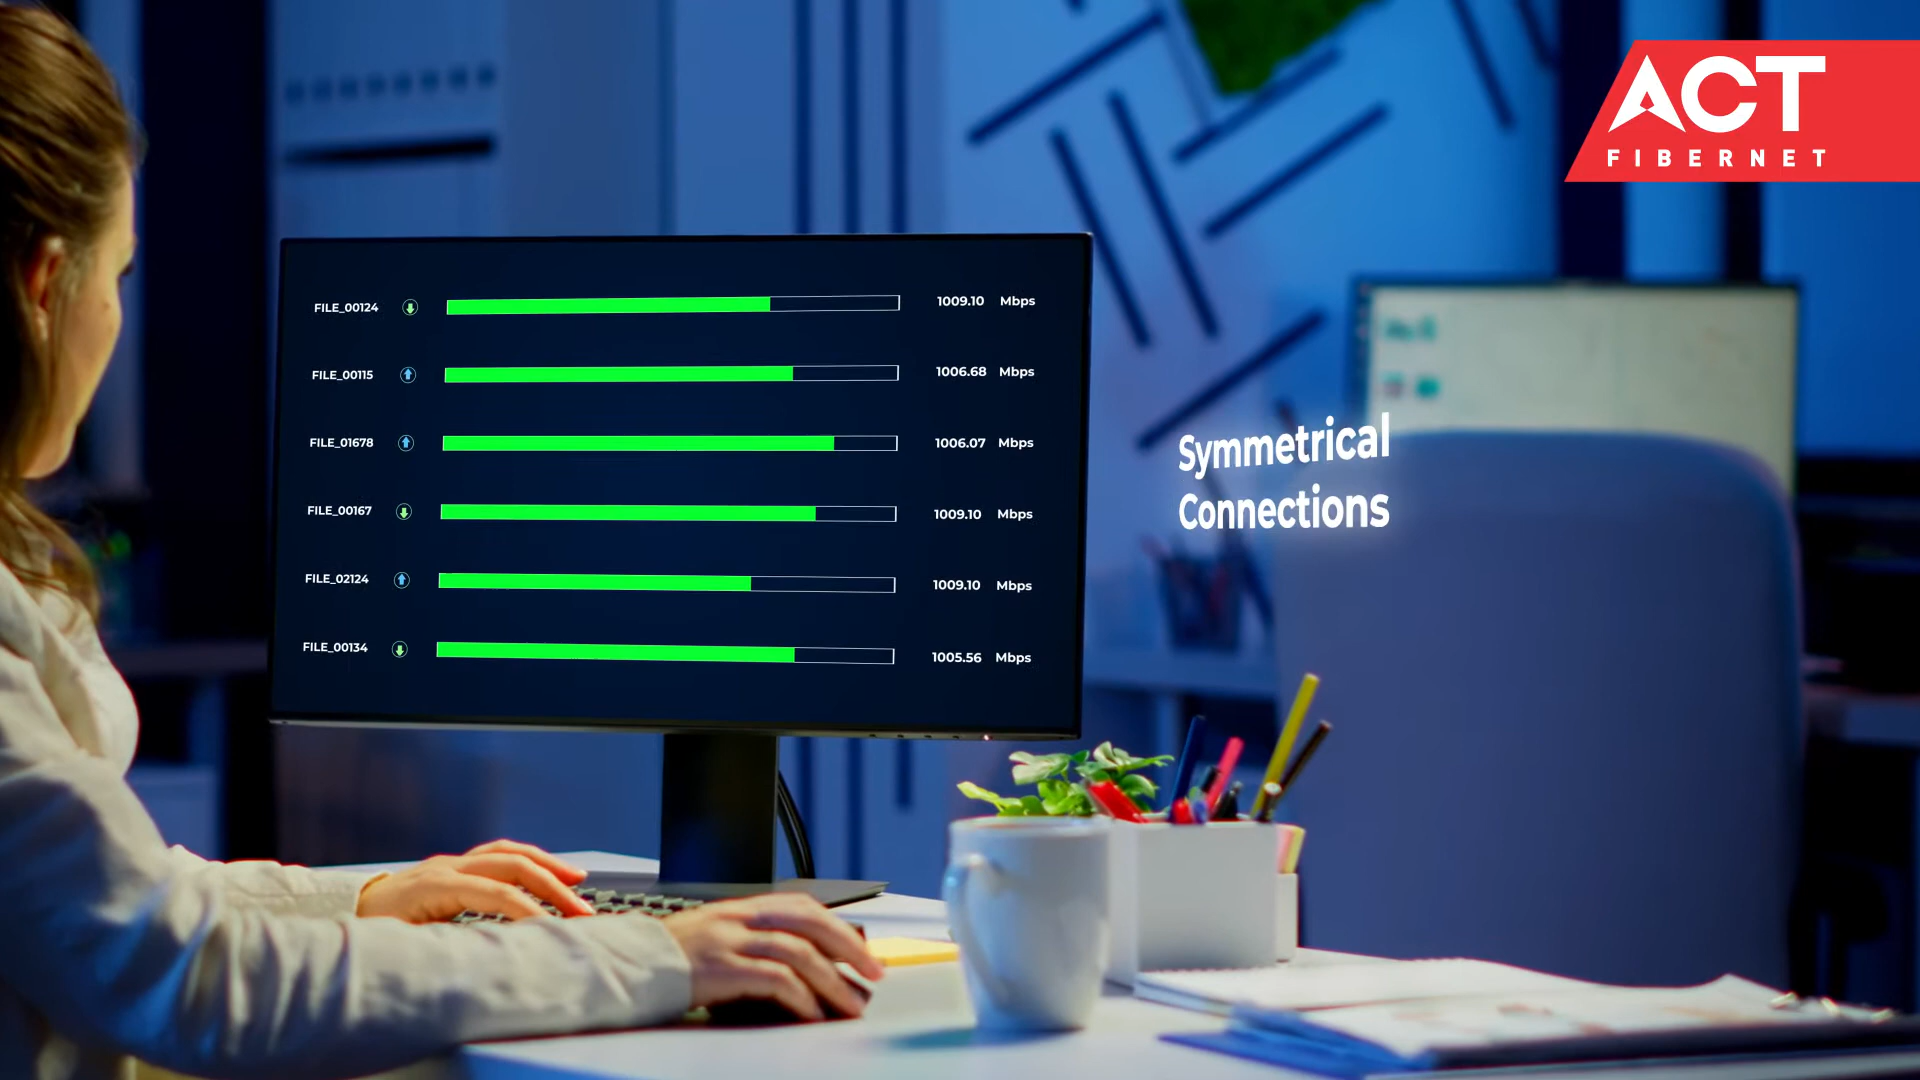 ACT
FIBERNET
FILE_00124 1009.10 Mbps
FILE_00115 1006.68 Mbps
FILE_01678 1006.07 Mbps
FILE_00167 1009.10 Mbps
FILE_02124 1009.10 Mbps
FILE_00134 1005.56 Mbps
Symmetrical
Connections